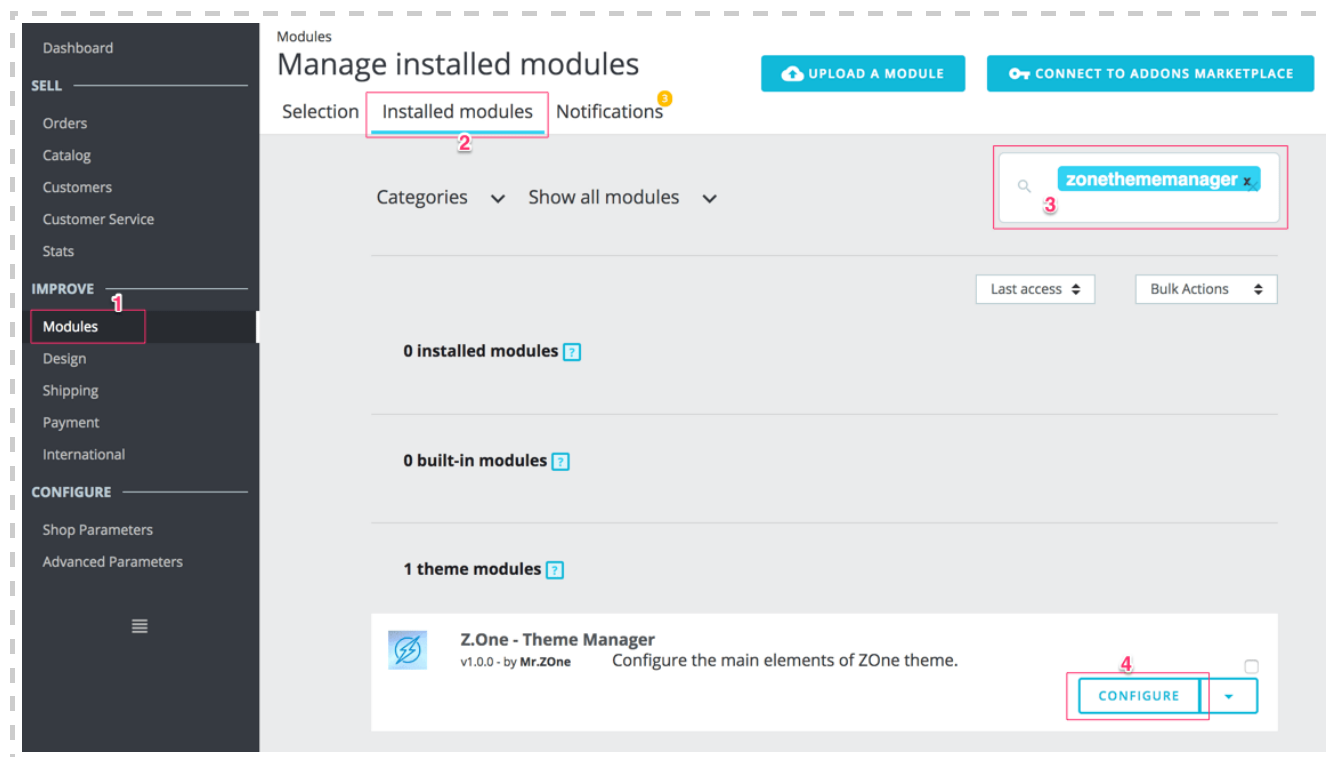 Dashboard
SELL
Orders
Catalog
Customers
Customer Service
Stats
IMPROVE
1
Modules
Design
Shipping
Payment
International
CONFIGURE
Shop Parameters
Advanced Parameters
Modules
Manage installed modules
UPLOAD A MODULE
CONNECT TO ADDONS MARKETPLACE
Selection Installed modules Notifications 3
2
Categories Show all modules
zonethememanager x
3
Last access Bulk Actions
0 installed modules ?
0 built-in modules ?
1 theme modules ?
Z.One - Theme Manager
v1.0.0 - by Mr.ZOne Configure the main elements of ZOne theme.
4
CONFIGURE